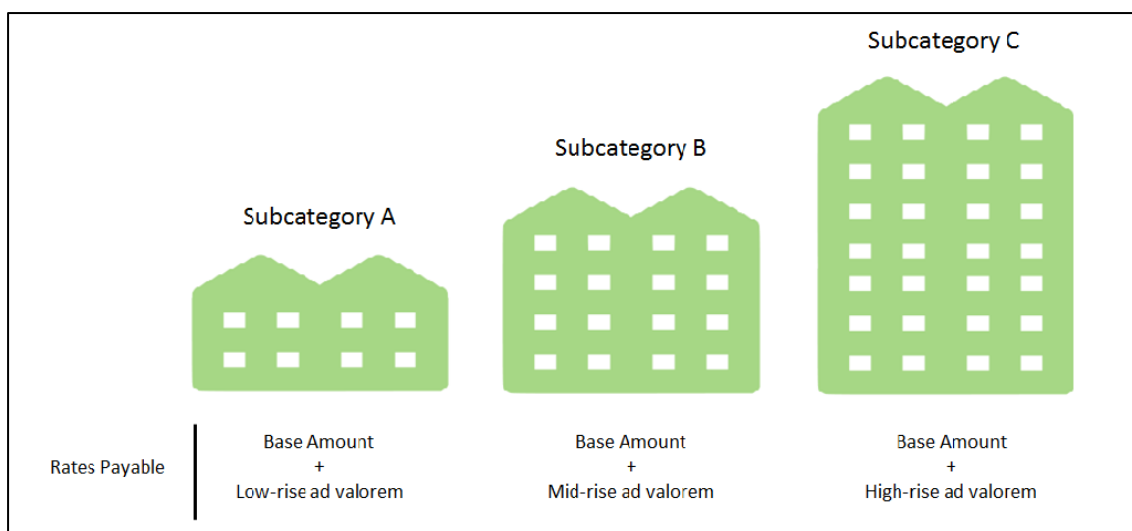 Subcategory C
Subcategory B
Subcategory A
Rates Payable
Base Amount
+
Low-rise ad valorem
Base Amount
+
Mid-rise ad valorem
Base Amount
+
High-rise ad valorem